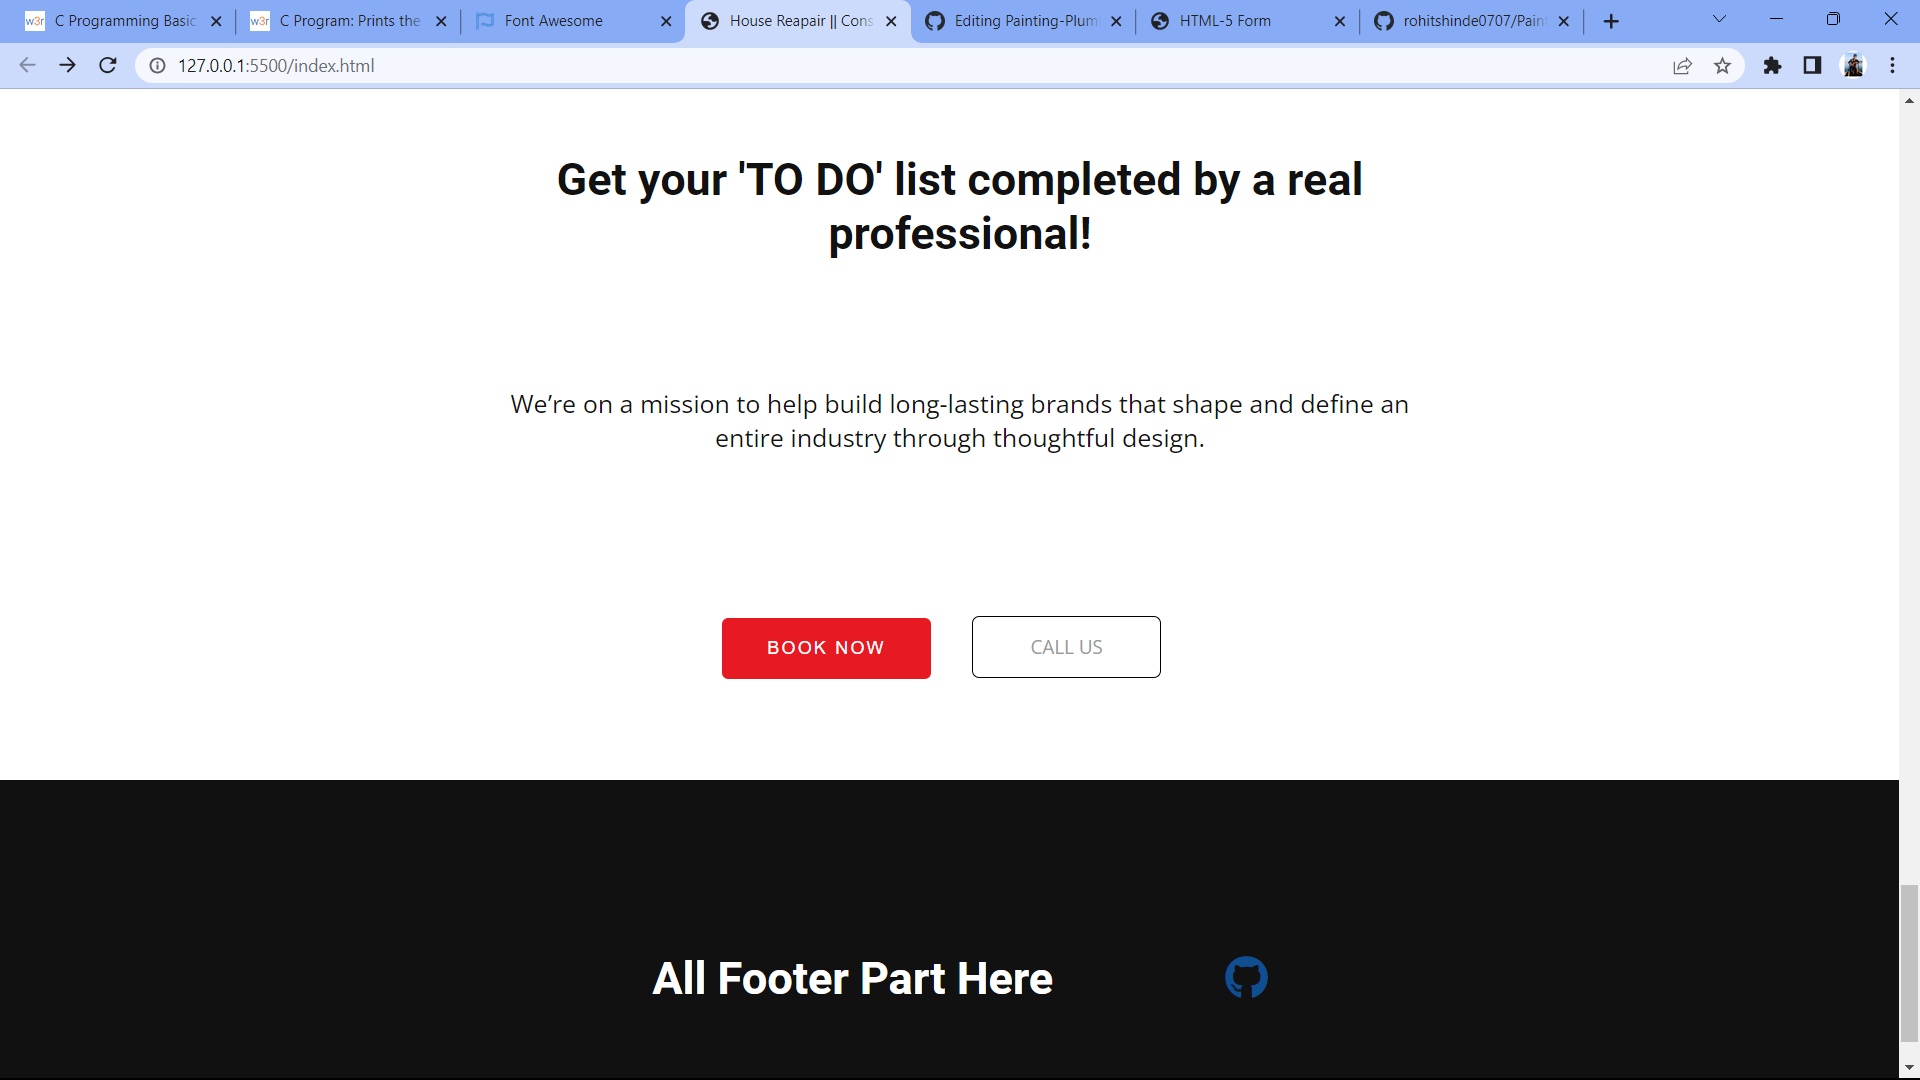 w3r C Programming Basic
w3r C Program: Prints the
Font Awesome
House Reapair || Cons
Editing Painting-Plum
HTML-5 Form
rohitshinde0707/Paint
127.0.0.1:5500/index.html
Get your 'TO DO' list completed by a real
professional!
We’re on a mission to help build long-lasting brands that shape and define an
entire industry through thoughtful design.
BOOK NOW
CALL US
All Footer Part Here